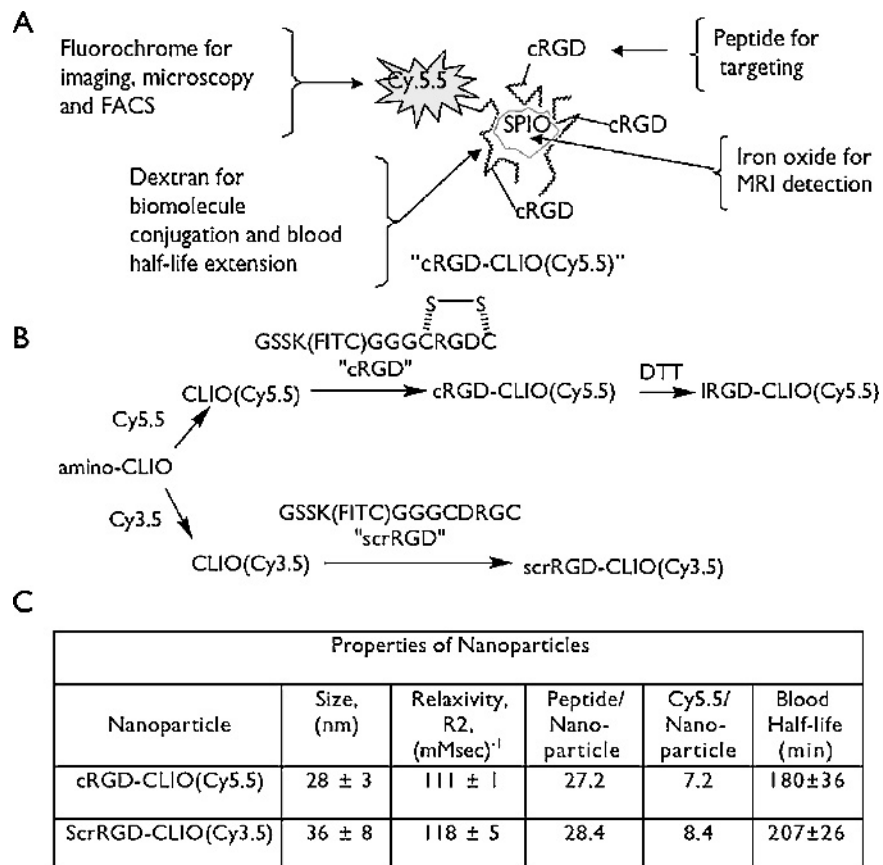 A
Fluorochrome for
imaging, microscopy
and FACS
Cy.5.5
cRGD
Peptide for
targeting
SPIO
cRGD
Iron oxide for
MRI detection
Dextran for
biomolecule
conjugation and blood
half-life extension
cRGD
"cRGD-CLIO(Cy5.5)"
B
S S
GSSK(FITC)GGGCRGDC
"cRGD"
CLIO(Cy5.5) cRGD-CLIO(Cy5.5) DTT lRGD-CLIO(Cy5.5)
Cy5.5
amino-CLIO
Cy3.5
GSSK(FITC)GGGCDRGC
"scrRGD"
CLIO(Cy3.5) scrRGD-CLIO(Cy3.5)
C
Properties of Nanoparticles
Nanoparticle Size, (nm) Relaxivity, R2, (mMsec)⁻¹ Peptide/ Nano- particle Cy5.5/ Nano- particle Blood Half-life (min)
cRGD-CLIO(Cy5.5) 28 ± 3 111 ± 1 27.2 7.2 180±36
ScrRGD-CLIO(Cy3.5) 36 ± 8 118 ± 5 28.4 8.4 207±26